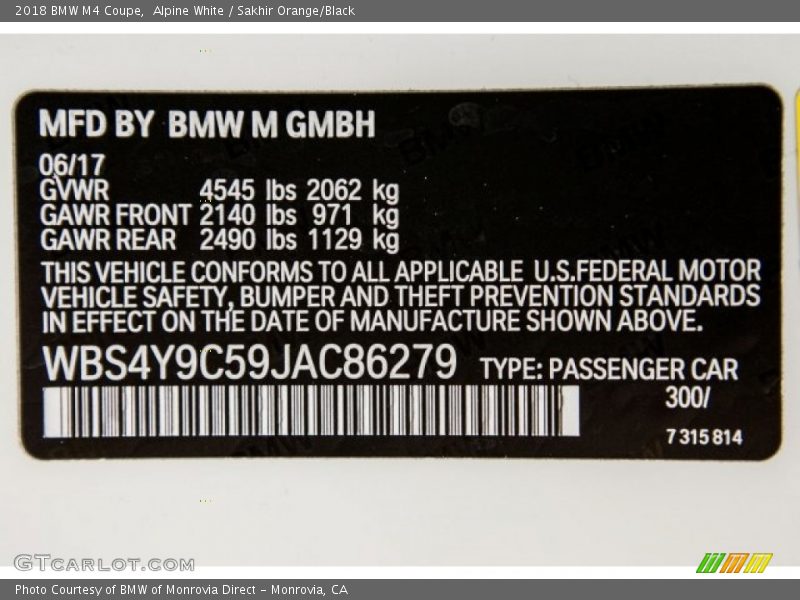 2018 BMW M4 Coupe,  Alpine White / Sakhir Orange/Black
MFD BY BMW M GMBH
06/17
GVWR 4545 lbs 2062 kg
GAWR FRONT 2140 lbs 971 kg
GAWR REAR 2490 lbs 1129 kg
THIS VEHICLE CONFORMS TO ALL APPLICABLE U.S.FEDERAL MOTOR
VEHICLE SAFETY, BUMPER AND THEFT PREVENTION STANDARDS
IN EFFECT ON THE DATE OF MANUFACTURE SHOWN ABOVE.
WBS4Y9C59JAC86279 TYPE: PASSENGER CAR
300/
7 315 814
GTCARLOT.COM
Photo Courtesy of BMW of Monrovia Direct - Monrovia, CA